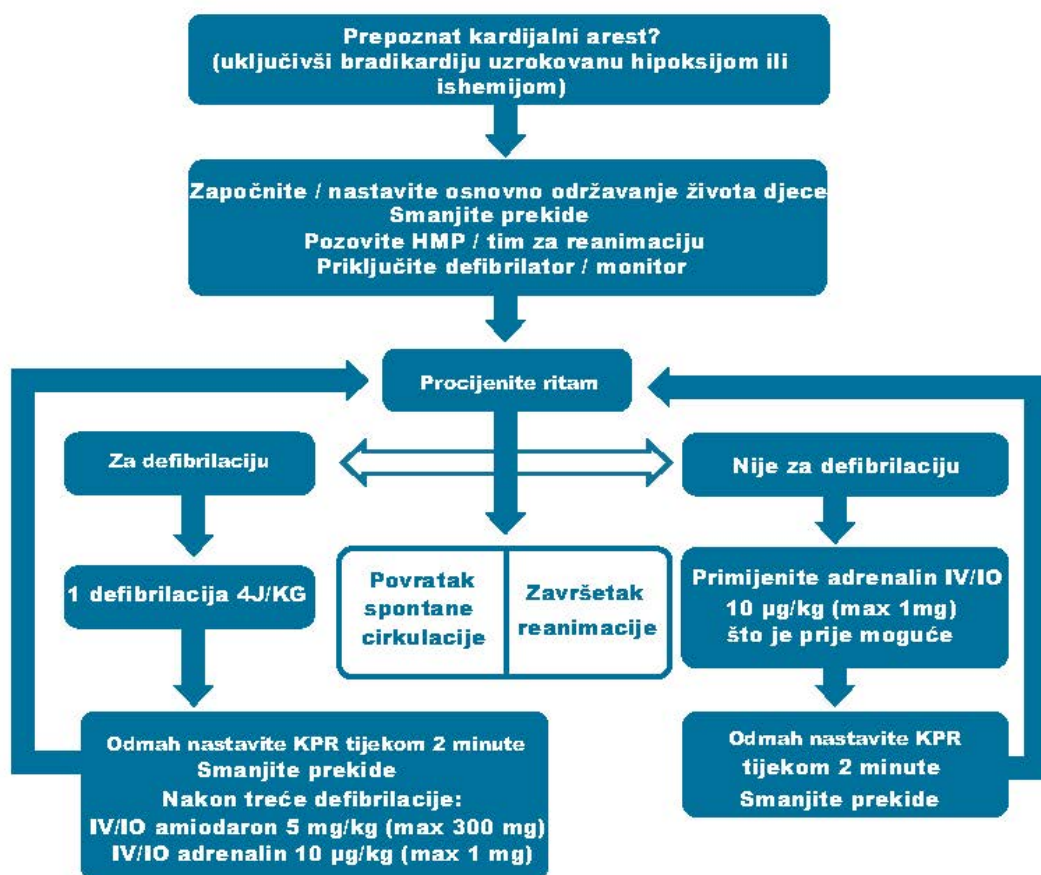 Prepoznat kardijalni arest?
(uključivši bradikardiju uzrokovanu hipoksijom ili
ishemijom)
Započnite / nastavite osnovno održavanje života djece
Smanjite prekide
Pozovite HMP / tim za reanimaciju
Priključite defibrilator / monitor
Procijenite ritam
Za defibrilaciju
Nije za defibrilaciju
1 defibrilacija 4J/KG
Povratak
spontane
cirkulacije
Završetak
reanimacije
Primijenite adrenalin IV/IO
10 µg/kg (max 1mg)
što je prije moguće
Odmah nastavite KPR tijekom 2 minute
Smanjite prekide
Nakon treće defibrilacije:
IV/IO amiodaron 5 mg/kg (max 300 mg)
IV/IO adrenalin 10 µg/kg (max 1 mg)
Odmah nastavite KPR
tijekom 2 minute
Smanjite prekide